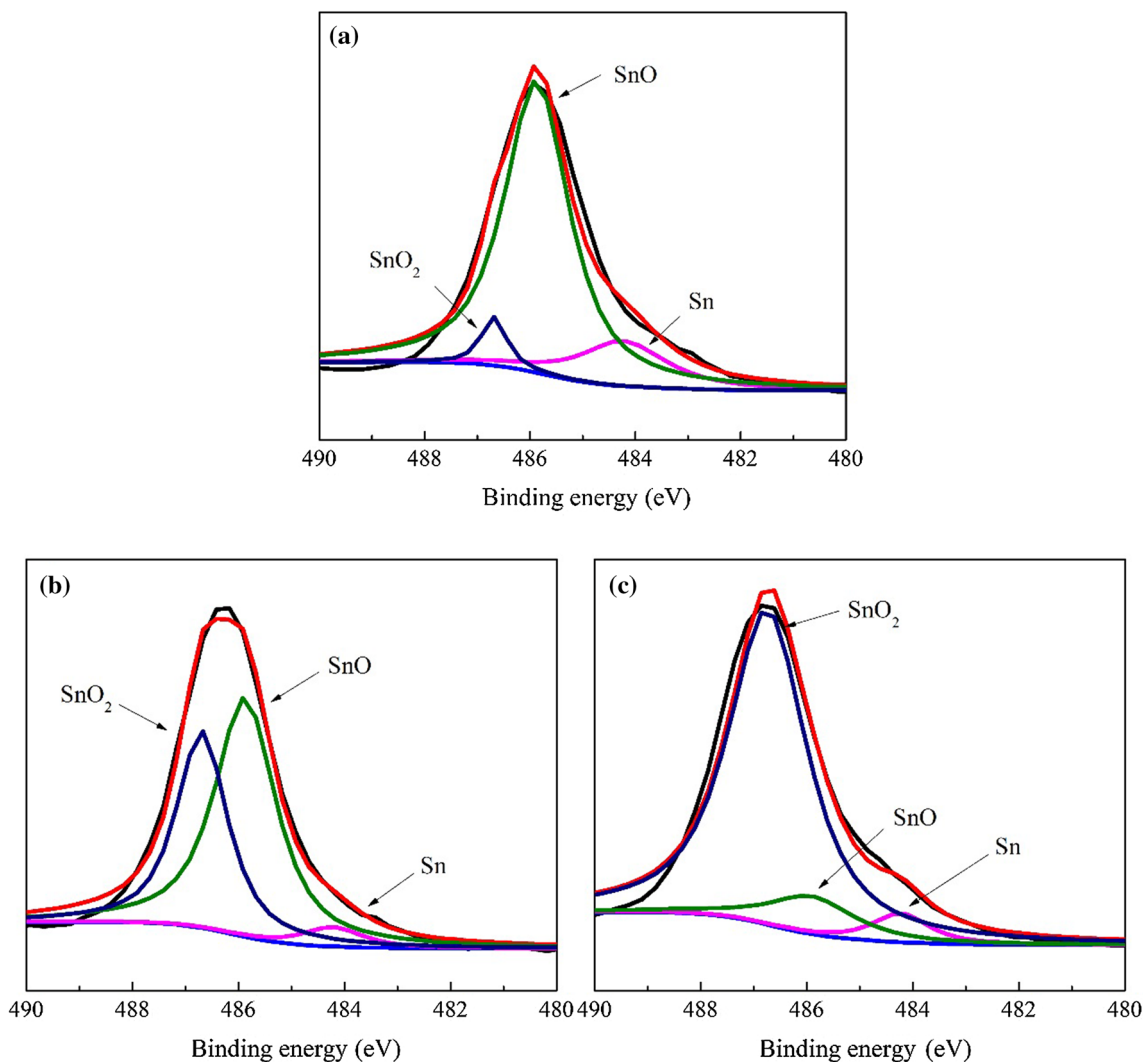 (a)
SnO
SnO₂
Sn
490 488 486 484 482 480
Binding energy (eV)
(b)
SnO₂
SnO
Sn
490 488 486 484 482 480
Binding energy (eV)
(c)
SnO₂
SnO
Sn
490 488 486 484 482 480
Binding energy (eV)